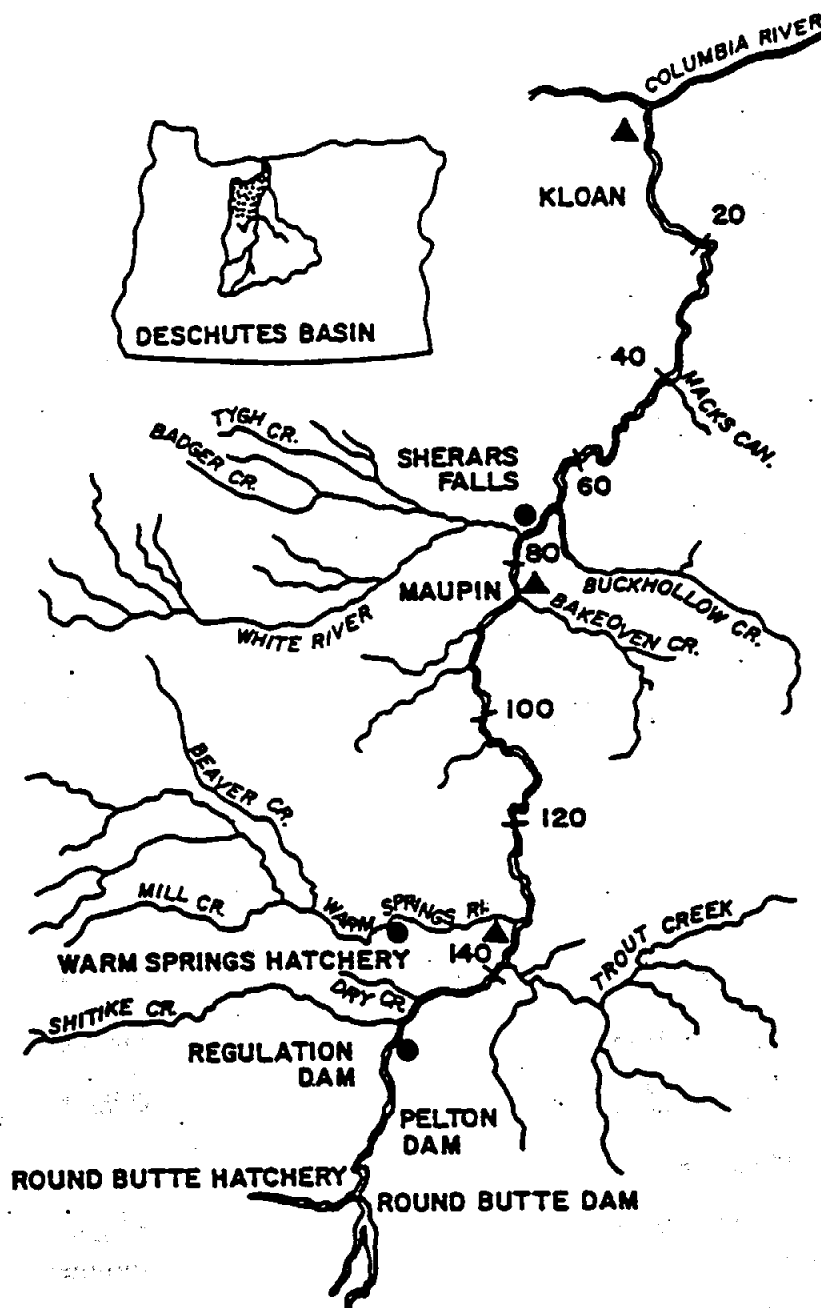 COLUMBIA RIVER
KLOAN
20
DESCHUTES BASIN
40
MACKS CAN.
TYGH CR.
BADGER CR.
SHERARS
FALLS
60
80
MAUPIN
BUCKHOLLOW CR.
BAKEOVEN CR.
WHITE RIVER
100
BEAVER CR.
120
MILL CR.
WARM SPRINGS RI.
TROUT CREEK
WARM SPRINGS HATCHERY
140
DRY CR.
SHITIKE CR.
REGULATION
DAM
PELTON
DAM
ROUND BUTTE HATCHERY
ROUND BUTTE DAM